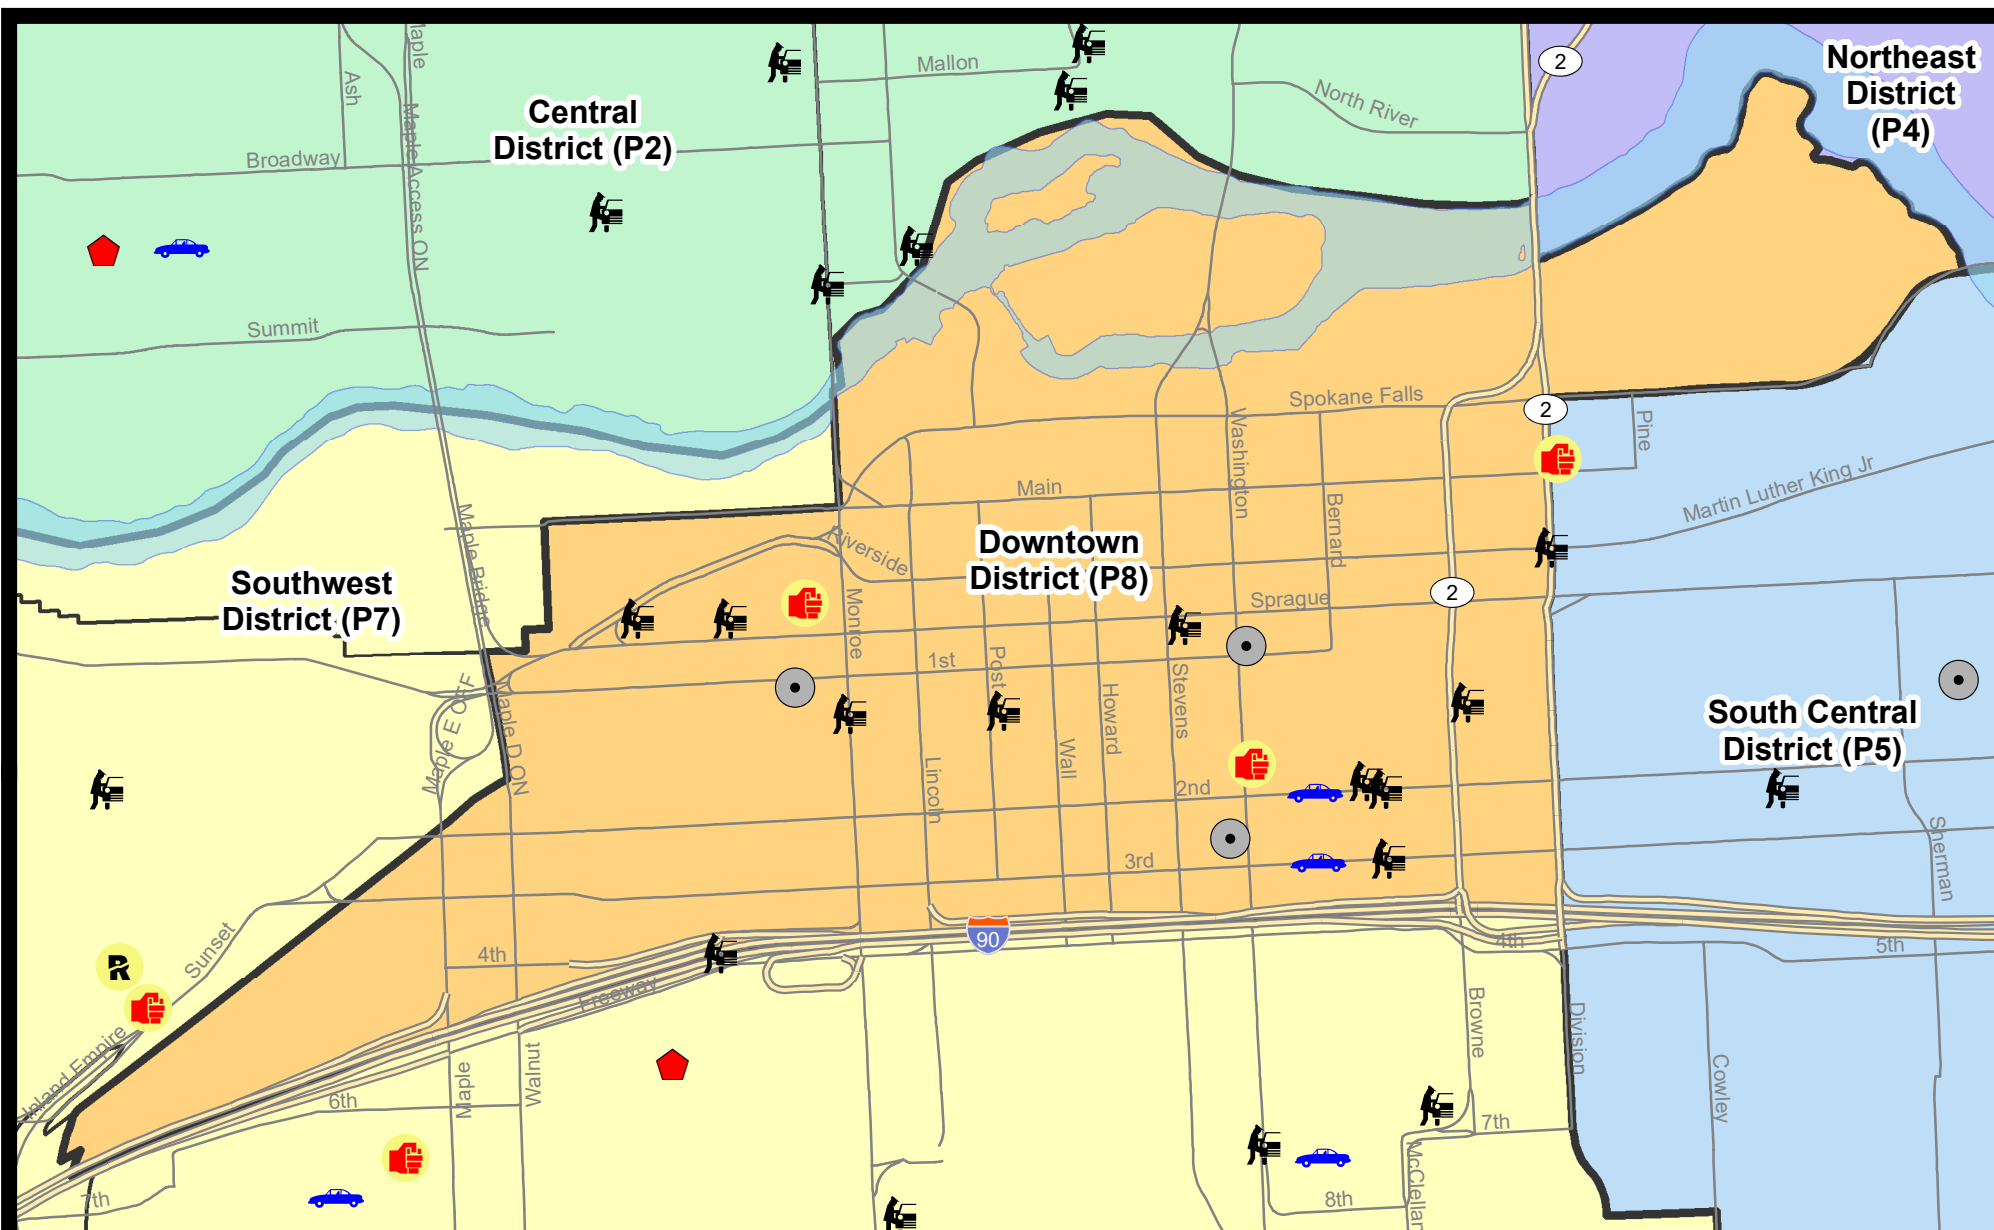 Maple
Ash
Mallon
2
Northeast
District
(P4)
Central
District (P2)
North River
Maple Access ON
Broadway
Summit
Spokane Falls
2
Washington
Pine
Main
Bernard
Martin Luther King Jr
Maple Bridge
Riverside
Downtown
District (P8)
Southwest
District (P7)
Monroe
2
Sprague
1st
Post
Stevens
Howard
Maple E OFF
Maple D ON
South Central
District (P5)
Wall
Lincoln
2nd
Sherman
3rd
90
Sunset
4th
4th
5th
Freeway
R
Browne
Division
Inland Empire
Maple
Walnut
Cowley
6th
7th
McClellan
7th
8th